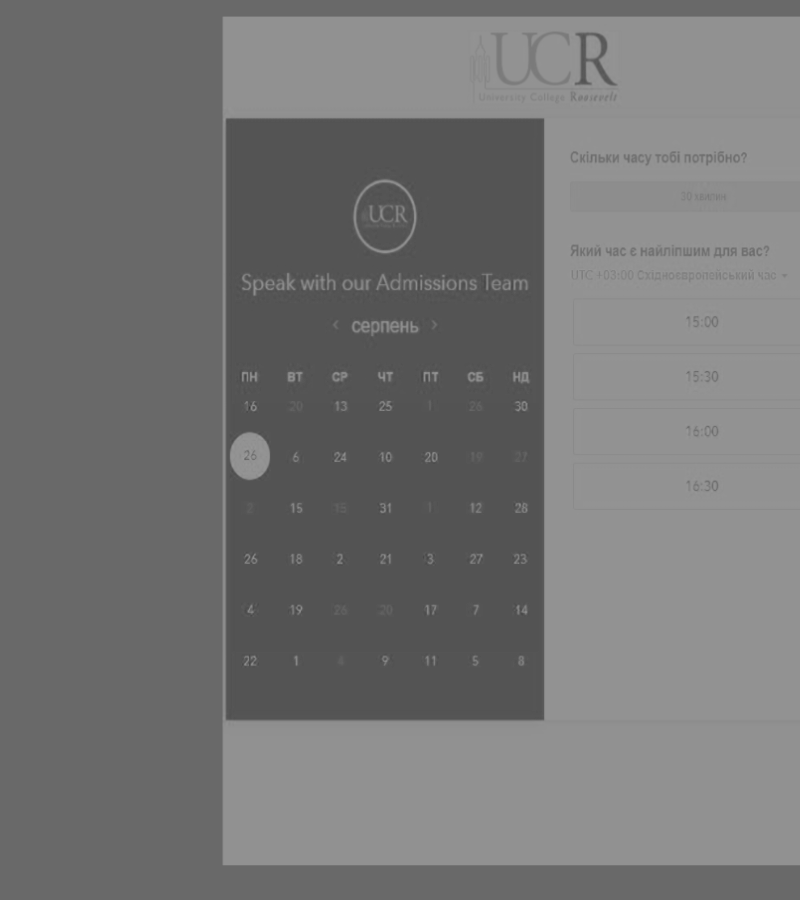 UCR
University College Roosevelt
UCR
Speak with our Admissions Team
‹ серпень ›
ПН ВТ СР ЧТ ПТ СБ НД
16 20 13 25 1 26 30
26 6 24 10 20 19 27
2 15 15 31 1 12 28
26 18 2 21 3 27 23
4 19 26 20 17 7 14
22 1 9 11 5 8
Скільки часу тобі потрібно?
30 хвилин
Який час є найліпшим для вас?
UTC +03:00 Східноєвропейський час
15:00
15:30
16:00
16:30